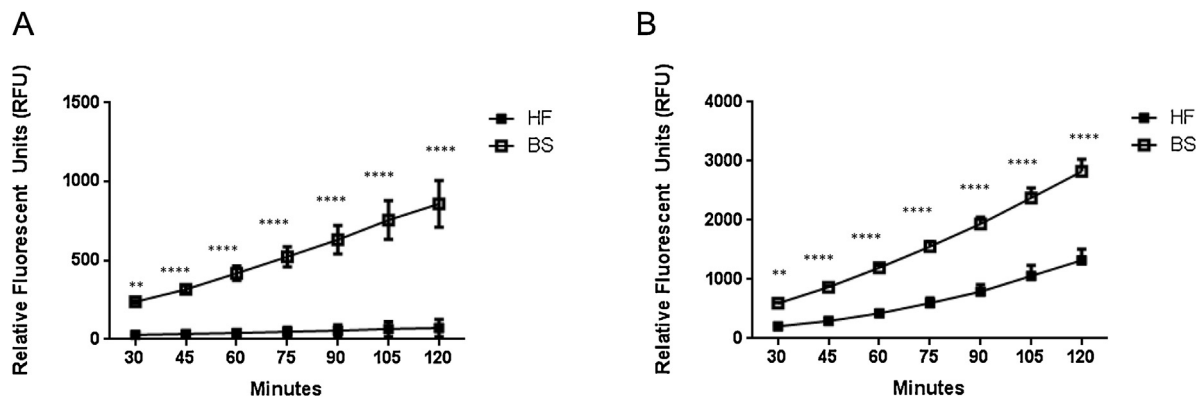 A
Relative Fluorescent Units (RFU)
1500
1000
500
0
** **** **** **** **** **** ****
30 45 60 75 90 105 120
Minutes
HF
BS
B
Relative Fluorescent Units (RFU)
4000
3000
2000
1000
0
** **** **** **** **** **** ****
30 45 60 75 90 105 120
Minutes
HF
BS